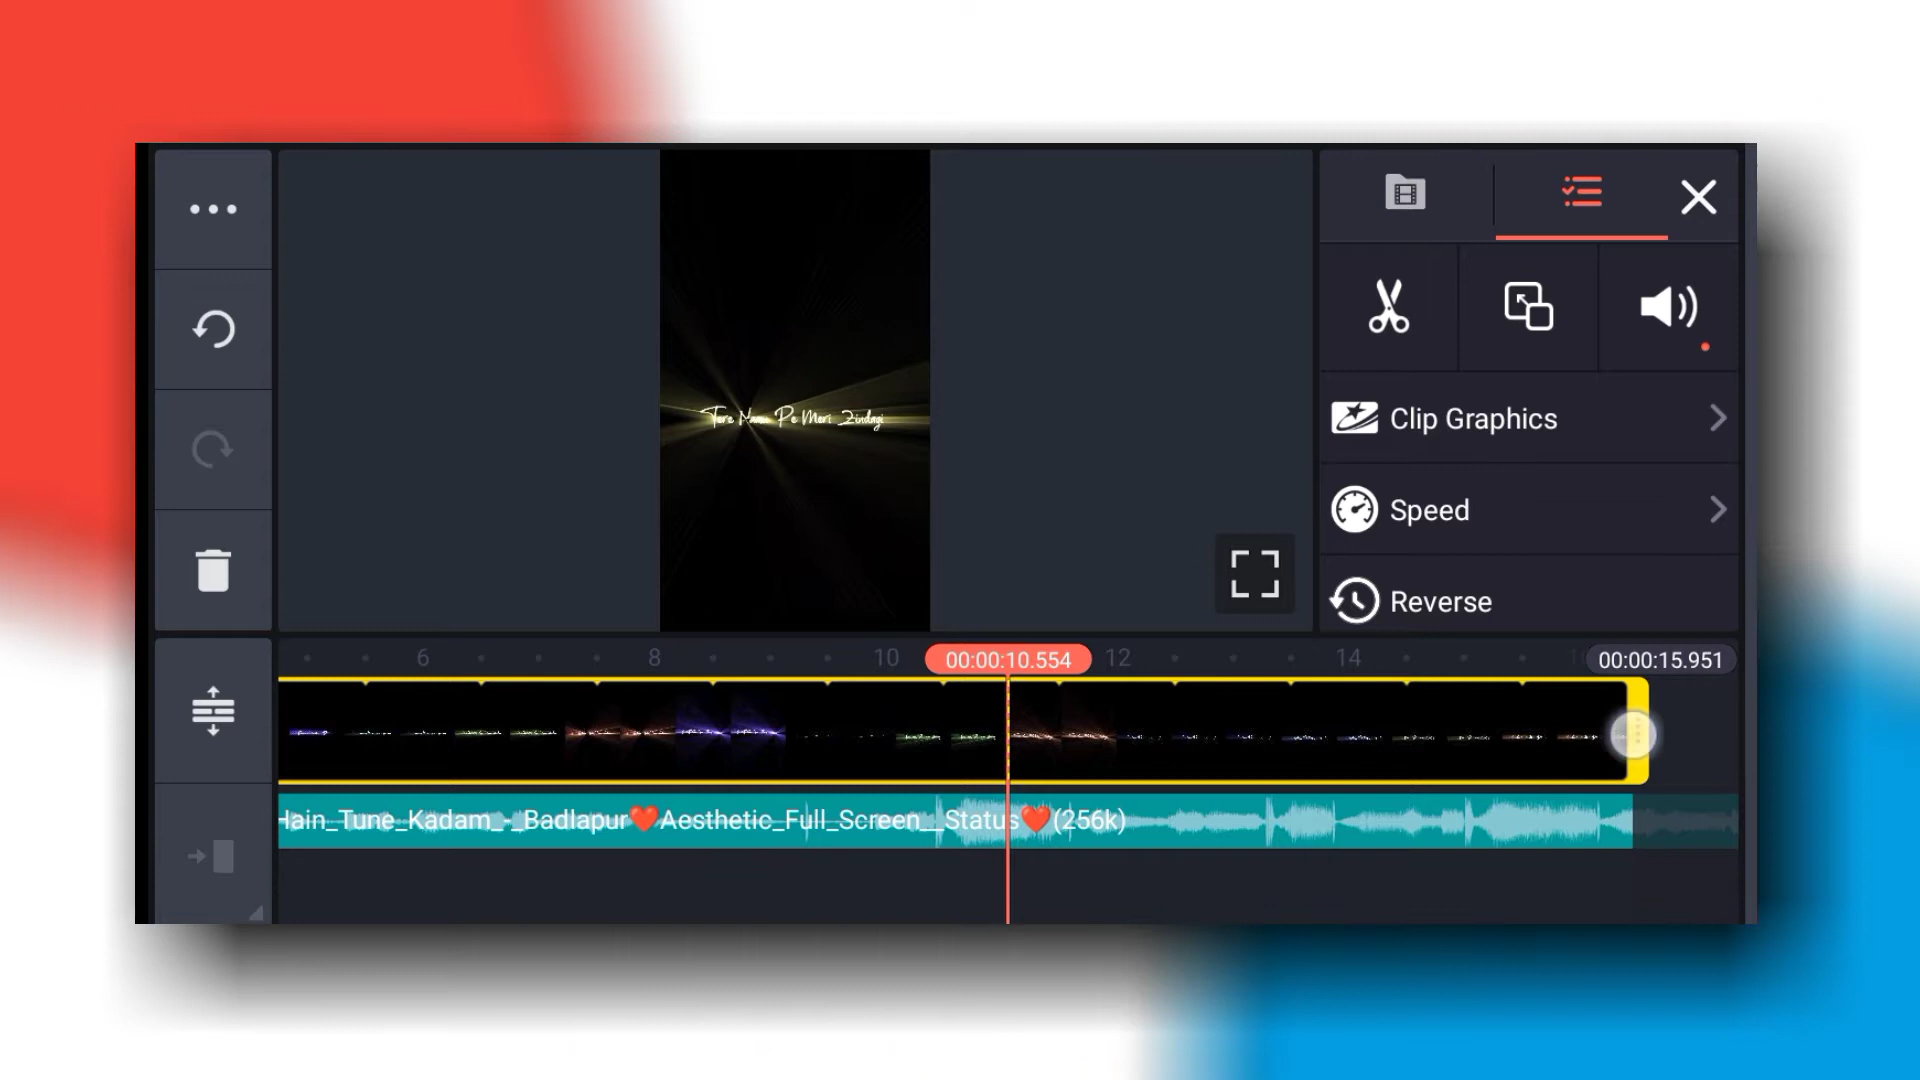 Tere Naam Pe Meri Zindagi
Clip Graphics
Speed
Reverse
6
8
10
00:00:10.554
12
14
00:00:15.951
Hain_Tune_Kadam_-_Badlapur❤️Aesthetic_Full_Screen__Status❤️(256k)